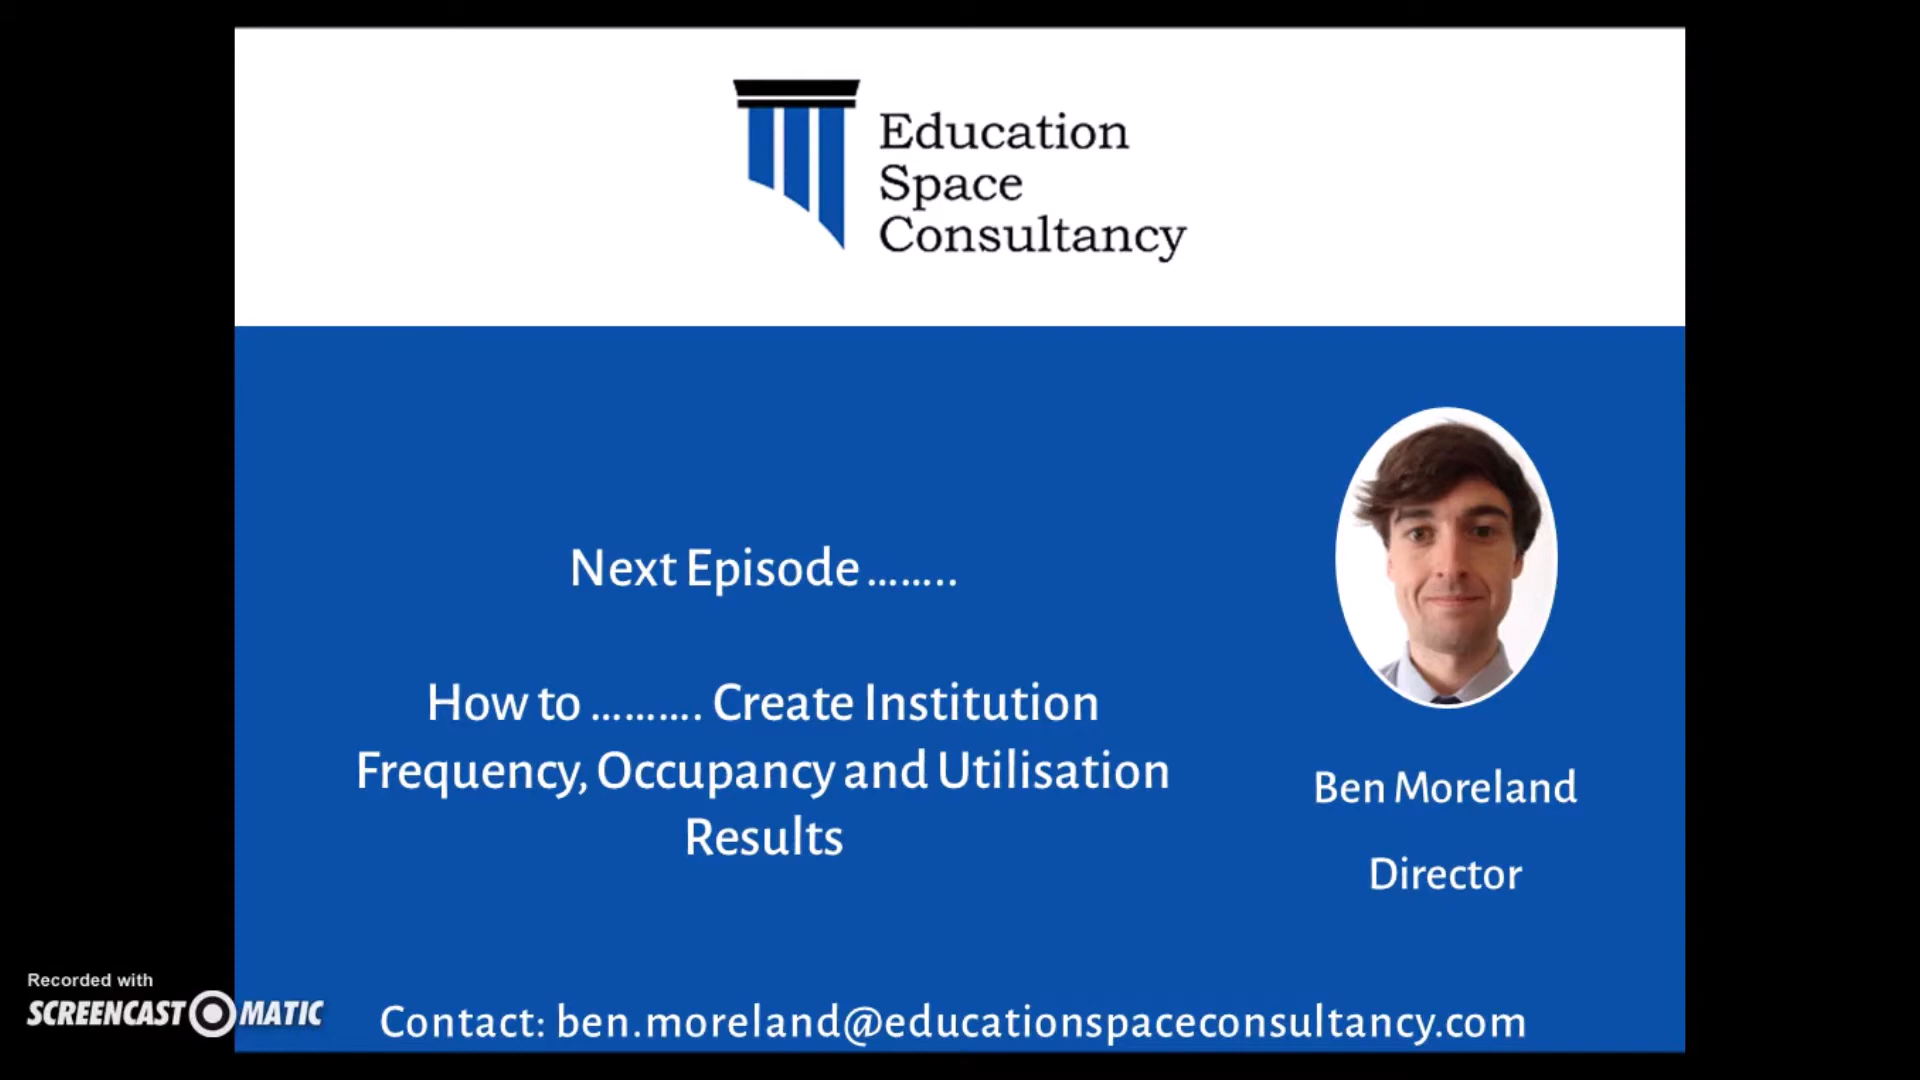 Education
Space
Consultancy
Next Episode ........
How to .......... Create Institution
Frequency, Occupancy and Utilisation
Results
Ben Moreland
Director
Contact: ben.moreland@educationspaceconsultancy.com
Recorded with
SCREENCAST MATIC